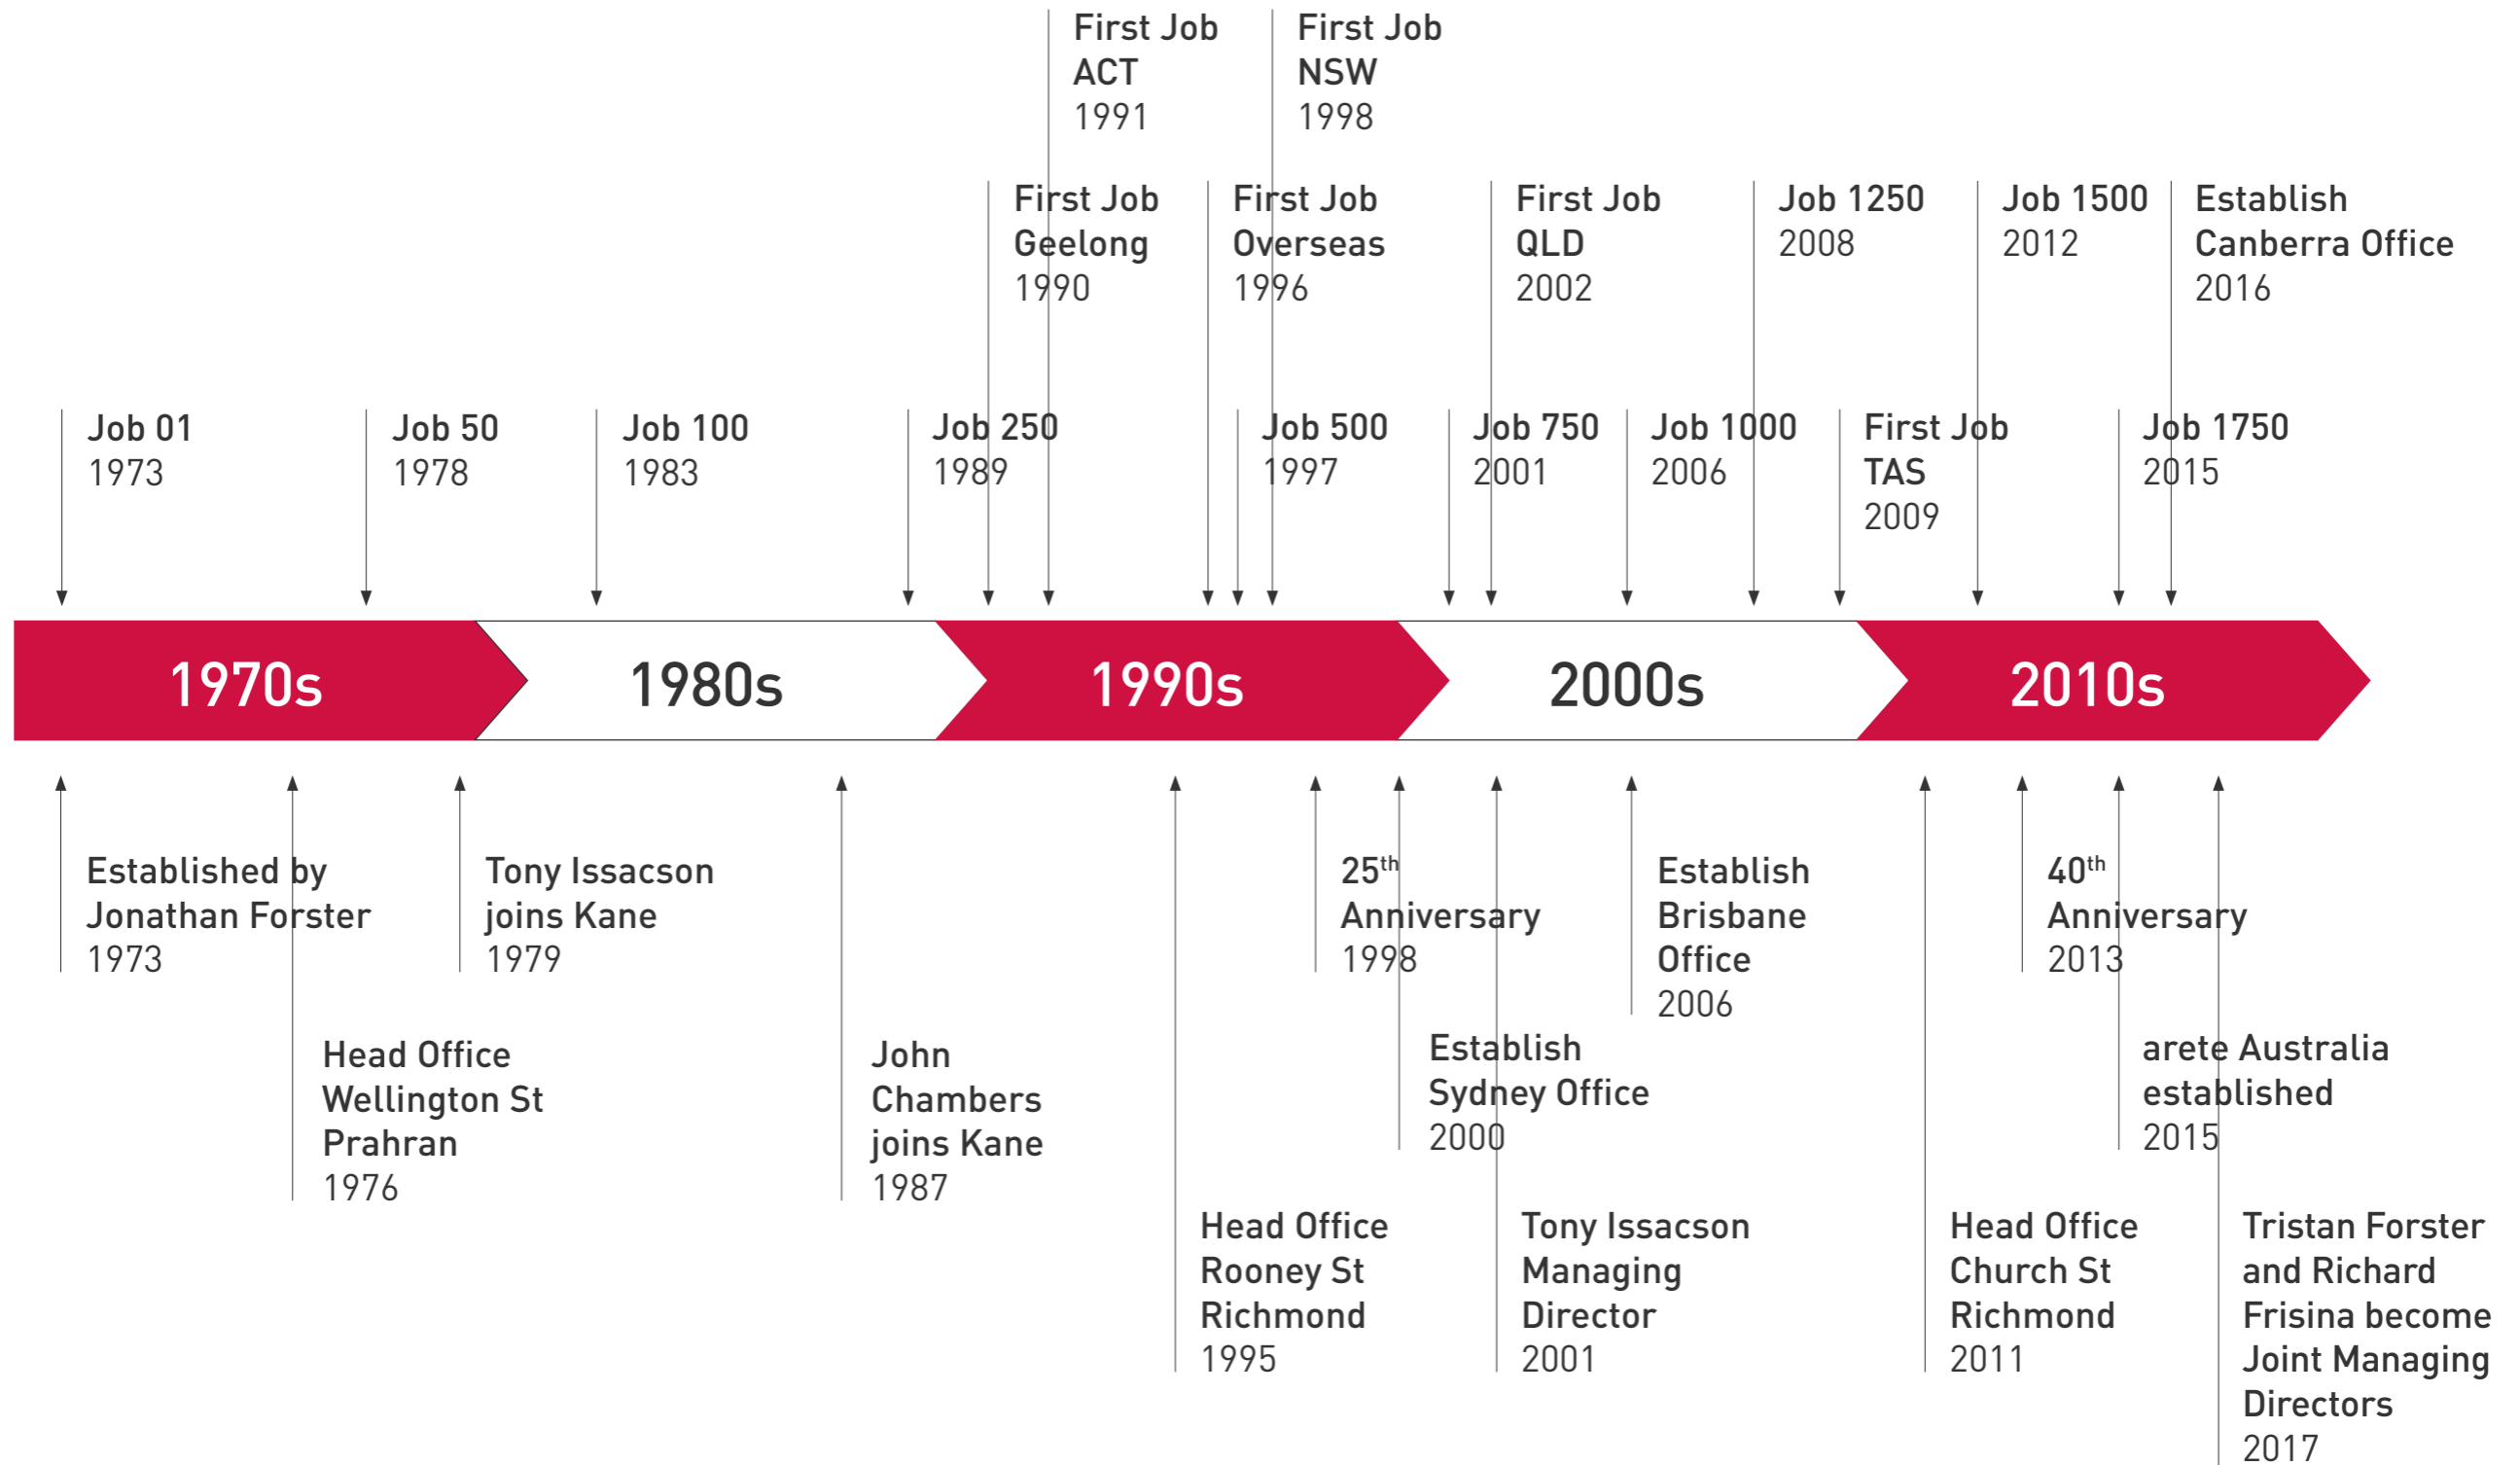 First Job
ACT
1991
First Job
NSW
1998
First Job
Geelong
1990
First Job
Overseas
1996
First Job
QLD
2002
Job 1250
2008
Job 1500
2012
Establish
Canberra Office
2016
Job 01
1973
Job 50
1978
Job 100
1983
Job 250
1989
Job 500
1997
Job 750
2001
Job 1000
2006
First Job
TAS
2009
Job 1750
2015
1970s
1980s
1990s
2000s
2010s
Established by
Jonathan Forster
1973
Tony Issacson
joins Kane
1979
25th
Anniversary
1998
Establish
Brisbane
Office
2006
40th
Anniversary
2013
Head Office
Wellington St
Prahran
1976
John
Chambers
joins Kane
1987
Establish
Sydney Office
2000
arete Australia
established
2015
Head Office
Rooney St
Richmond
1995
Tony Issacson
Managing
Director
2001
Head Office
Church St
Richmond
2011
Tristan Forster
and Richard
Frisina become
Joint Managing
Directors
2017